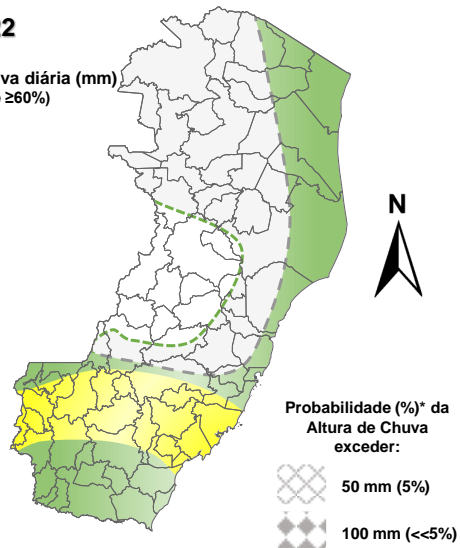 22
va diária (mm)
≥60%)
N
Probabilidade (%)* da
Altura de Chuva
exceder:
50 mm (5%)
100 mm (<<5%)